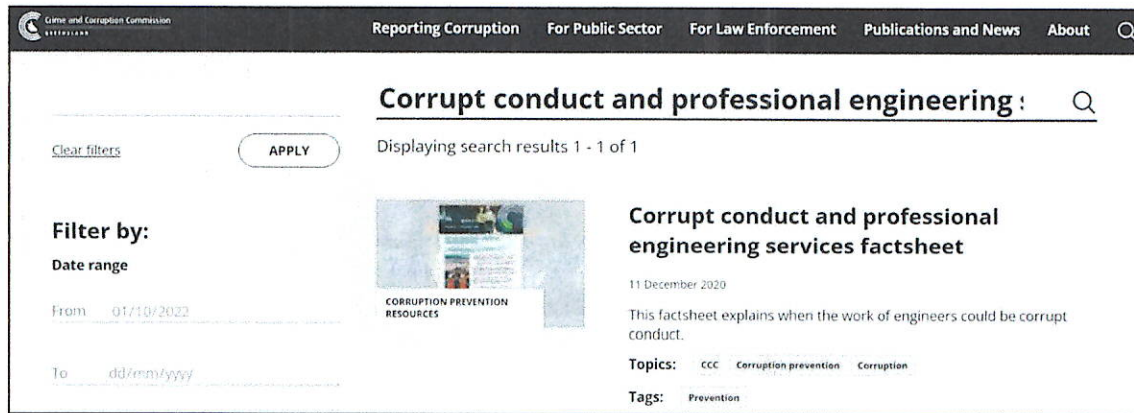 Crime and Corruption Commission
QUEENSLAND
Reporting Corruption For Public Sector For Law Enforcement Publications and News About
Corrupt conduct and professional engineering s
Clear filters
APPLY
Displaying search results 1 - 1 of 1
Filter by:
Date range
From 01/10/2022
To dd/mm/yyyy
CORRUPTION PREVENTION
RESOURCES
Corrupt conduct and professional
engineering services factsheet
11 December 2020
This factsheet explains when the work of engineers could be corrupt
conduct.
Topics: CCC Corruption prevention Corruption
Tags: Prevention